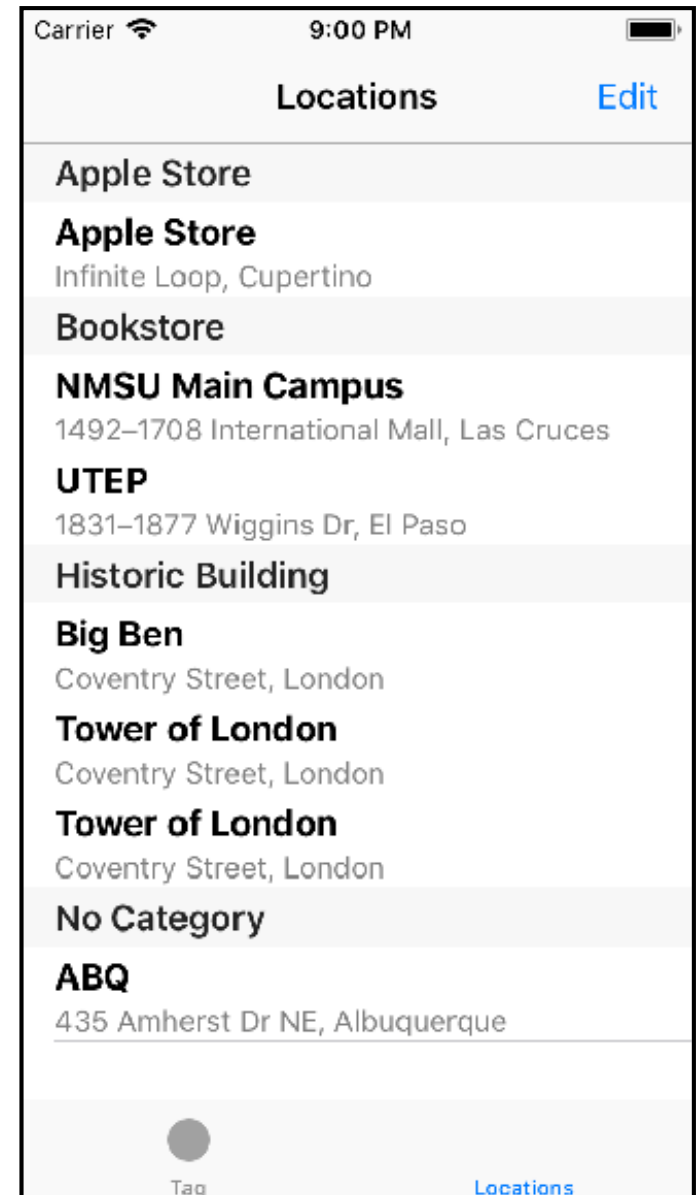 Carrier 9:00 PM
Locations Edit
Apple Store
Apple Store
Infinite Loop, Cupertino
Bookstore
NMSU Main Campus
1492–1708 International Mall, Las Cruces
UTEP
1831–1877 Wiggins Dr, El Paso
Historic Building
Big Ben
Coventry Street, London
Tower of London
Coventry Street, London
Tower of London
Coventry Street, London
No Category
ABQ
435 Amherst Dr NE, Albuquerque
Tag Locations